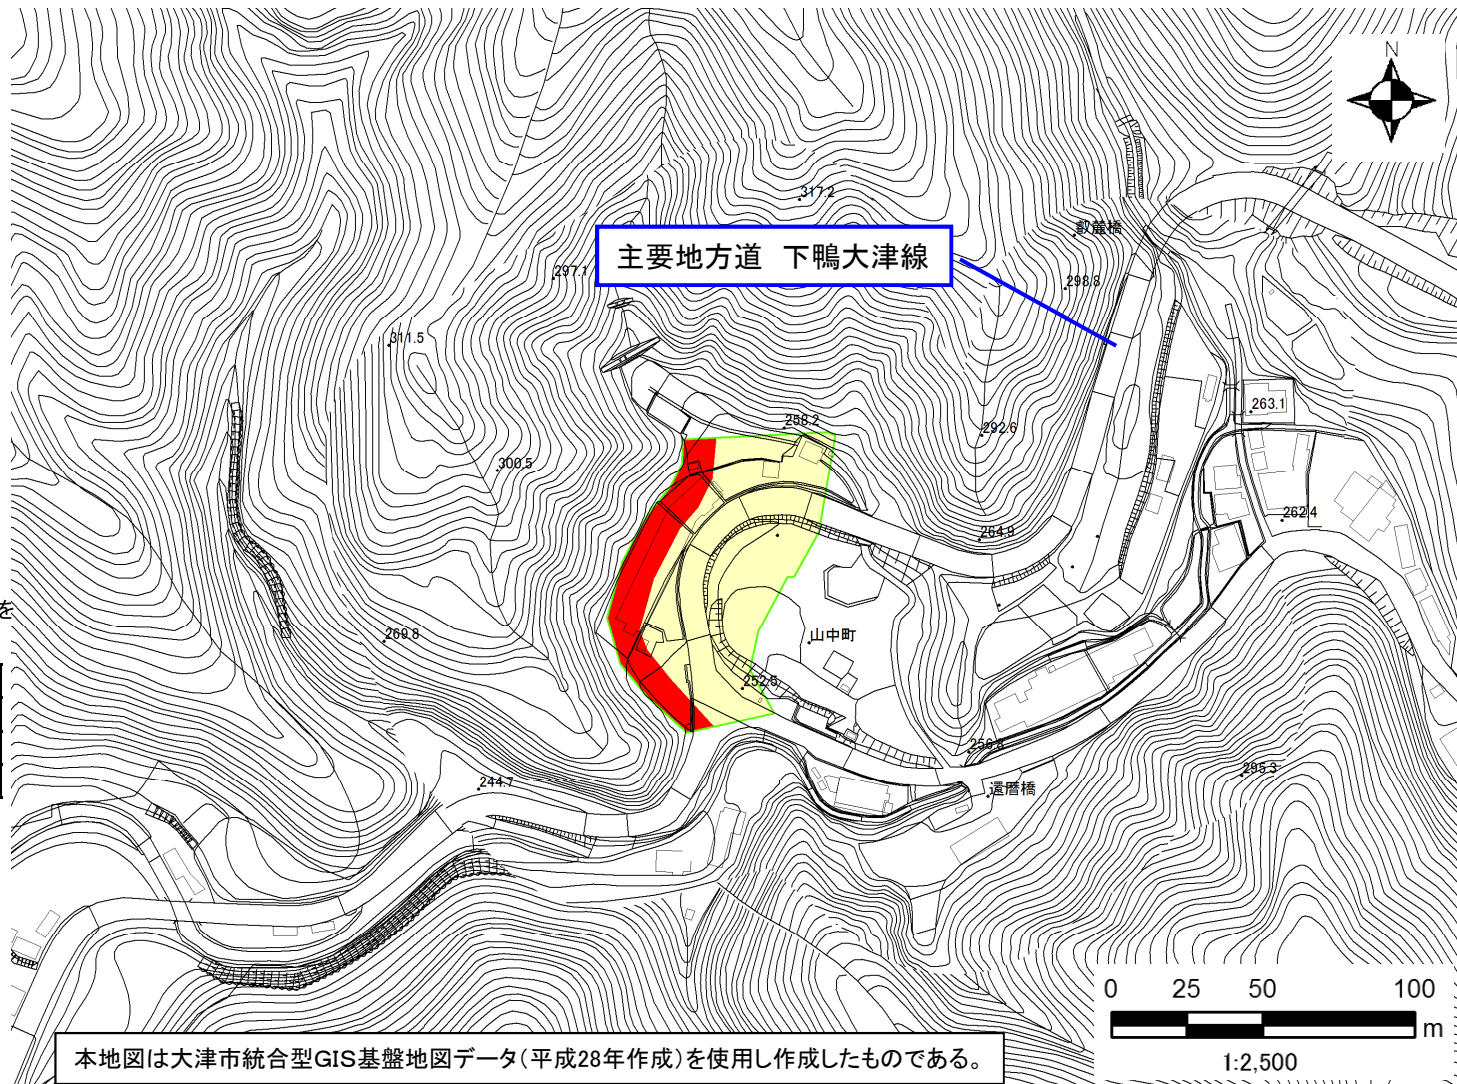 N
317.2
叡麓橋
主要地方道 下鴨大津線
297.1
298.8
311.5
263.1
258.2
292.6
300.5
262.4
264.9
を
269.8
山中町
252.5
256.8
295.3
244.7
還暦橋
0 25 50 100
m
1:2,500
本地図は大津市統合型GIS基盤地図データ(平成28年作成)を使用し作成したものである。